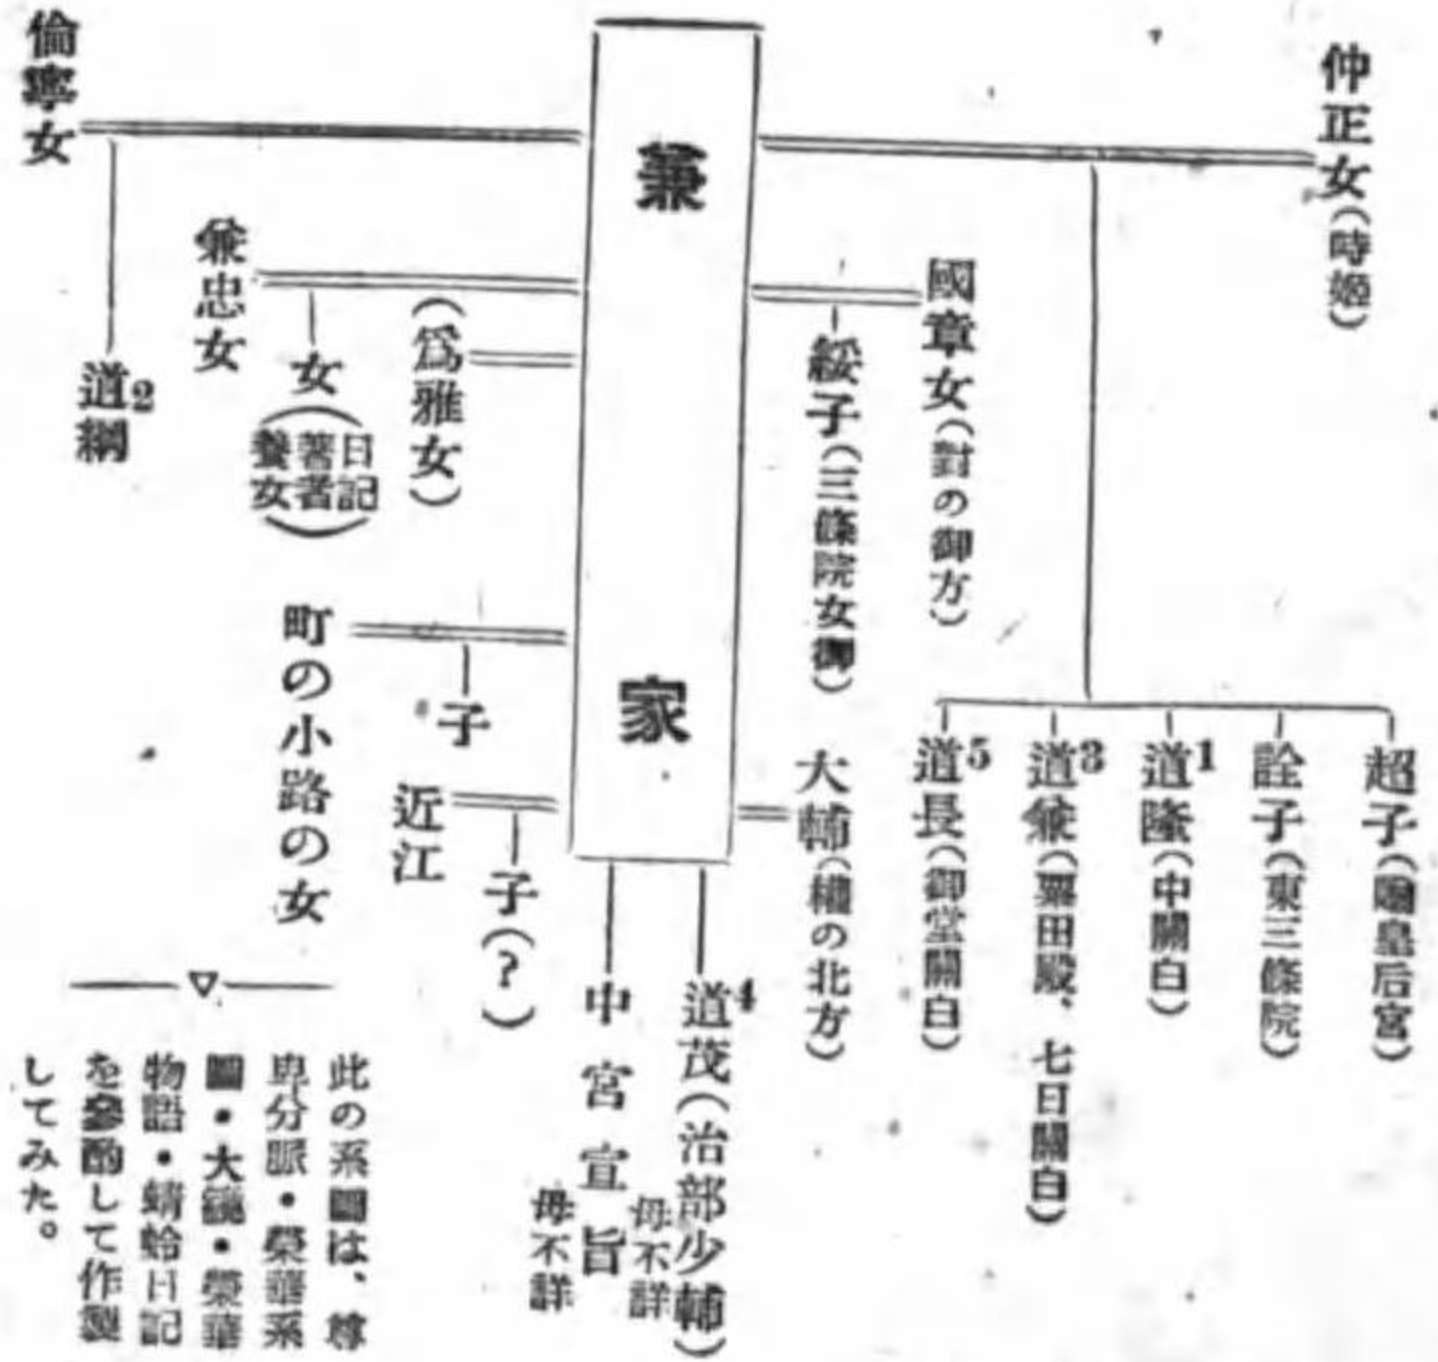 仲正女(時姫)
超子(贈皇后宮)
詮子(東三條院)
道隆1(中關白)
道兼3(粟田殿、七日關白)
道長5(御堂關白)
國章女(對の御方)
綏子(三條院女御)
大輔(權の北方)
兼家
道茂4(治部少輔)
母不詳
中宮宣旨
母不詳
(爲雅女)
兼忠女
女(日記
著者
養女)
倫寧女
道綱2
町の小路の女
子
近江
子(?)
此の系圖は、尊
卑分脈・榮華系
圖・大鏡・榮華
物語・蜻蛉日記
を參酌して作製
してみた。